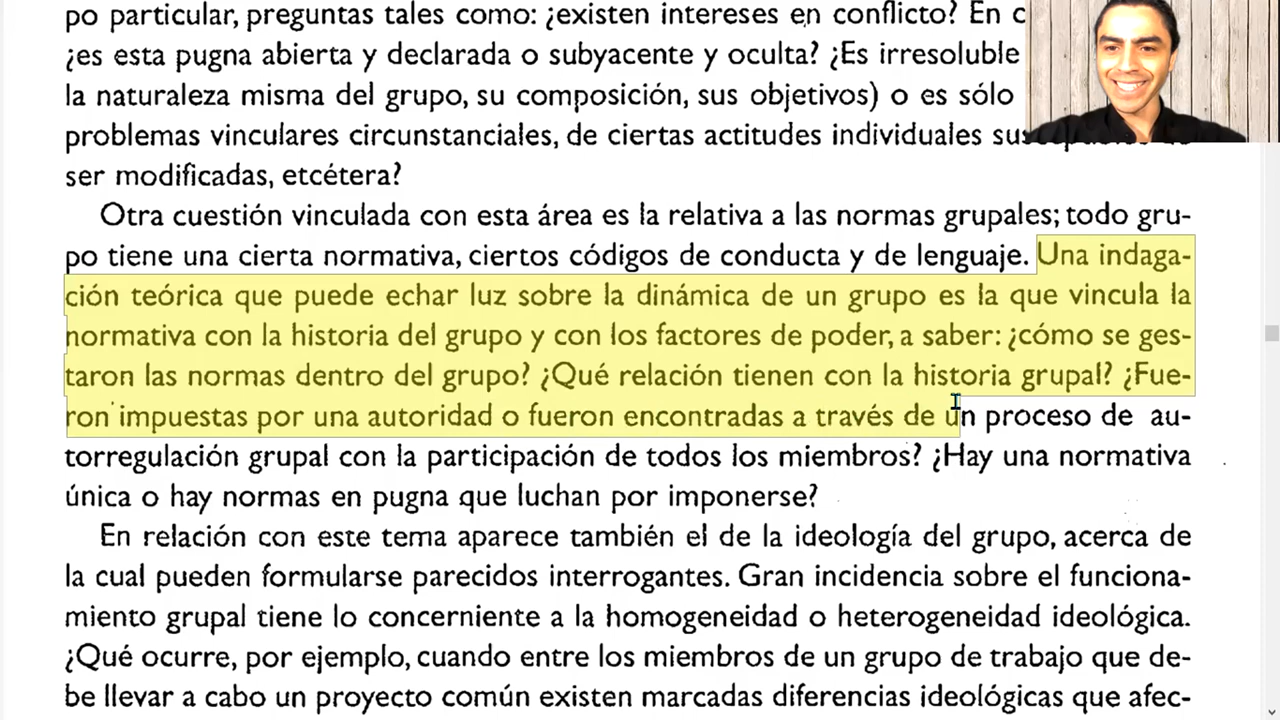 po particular, preguntas tales como: ¿existen intereses en conflicto? En c
¿es esta pugna abierta y declarada o subyacente y oculta? ¿Es irresoluble
la naturaleza misma del grupo, su composición, sus objetivos) o es sólo
problemas vinculares circunstanciales, de ciertas actitudes individuales
ser modificadas, etcétera?
Otra cuestión vinculada con esta área es la relativa a las normas grupales; todo gru-
po tiene una cierta normativa, ciertos códigos de conducta y de lenguaje. Una indaga-
ción teórica que puede echar luz sobre la dinámica de un grupo es la que vincula la
normativa con la historia del grupo y con los factores de poder, a saber: ¿cómo se ges-
taron las normas dentro del grupo? ¿Qué relación tienen con la historia grupal? ¿Fue-
ron impuestas por una autoridad o fueron encontradas a través de un proceso de au-
torregulación grupal con la participación de todos los miembros? ¿Hay una normativa
única o hay normas en pugna que luchan por imponerse?
En relación con este tema aparece también el de la ideología del grupo, acerca de
la cual pueden formularse parecidos interrogantes. Gran incidencia sobre el funciona-
miento grupal tiene lo concerniente a la homogeneidad o heterogeneidad ideológica.
¿Qué ocurre, por ejemplo, cuando entre los miembros de un grupo de trabajo que de-
be llevar a cabo un proyecto común existen marcadas diferencias ideológicas que afec-